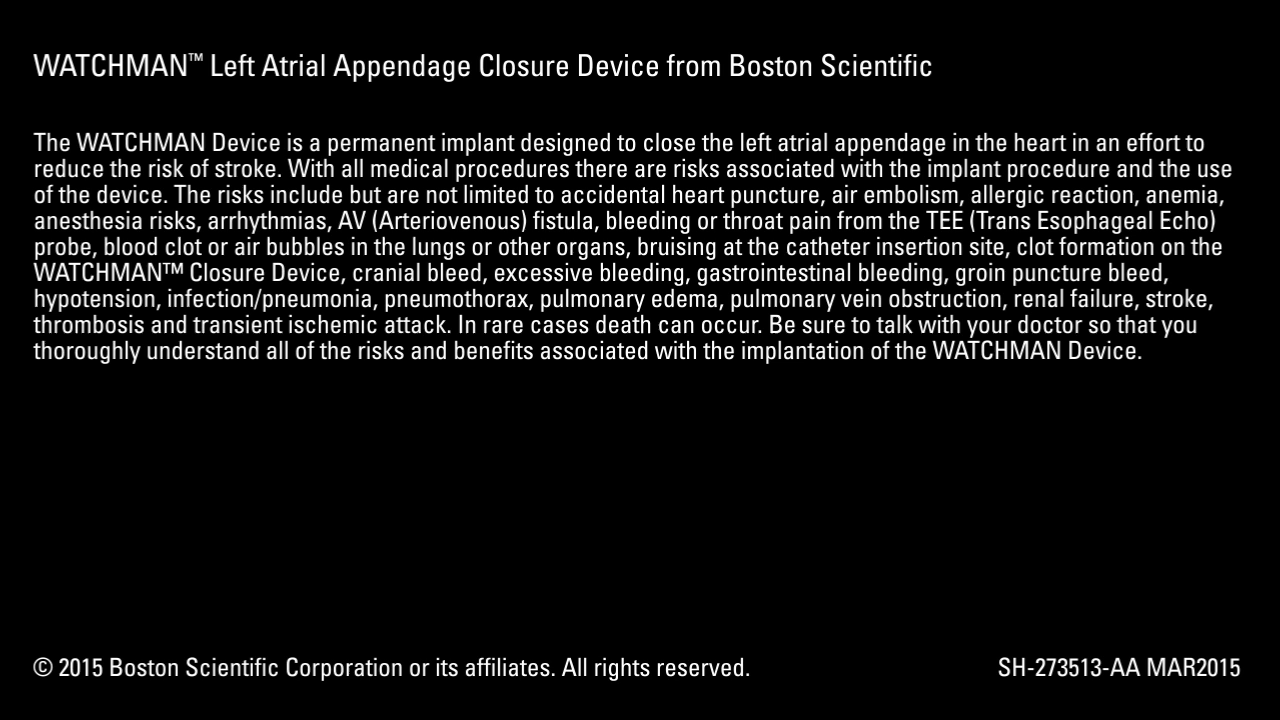 WATCHMAN™ Left Atrial Appendage Closure Device from Boston Scientific
The WATCHMAN Device is a permanent implant designed to close the left atrial appendage in the heart in an effort to
reduce the risk of stroke. With all medical procedures there are risks associated with the implant procedure and the use
of the device. The risks include but are not limited to accidental heart puncture, air embolism, allergic reaction, anemia,
anesthesia risks, arrhythmias, AV (Arteriovenous) fistula, bleeding or throat pain from the TEE (Trans Esophageal Echo)
probe, blood clot or air bubbles in the lungs or other organs, bruising at the catheter insertion site, clot formation on the
WATCHMAN™ Closure Device, cranial bleed, excessive bleeding, gastrointestinal bleeding, groin puncture bleed,
hypotension, infection/pneumonia, pneumothorax, pulmonary edema, pulmonary vein obstruction, renal failure, stroke,
thrombosis and transient ischemic attack. In rare cases death can occur. Be sure to talk with your doctor so that you
thoroughly understand all of the risks and benefits associated with the implantation of the WATCHMAN Device.
© 2015 Boston Scientific Corporation or its affiliates. All rights reserved. SH-273513-AA MAR2015